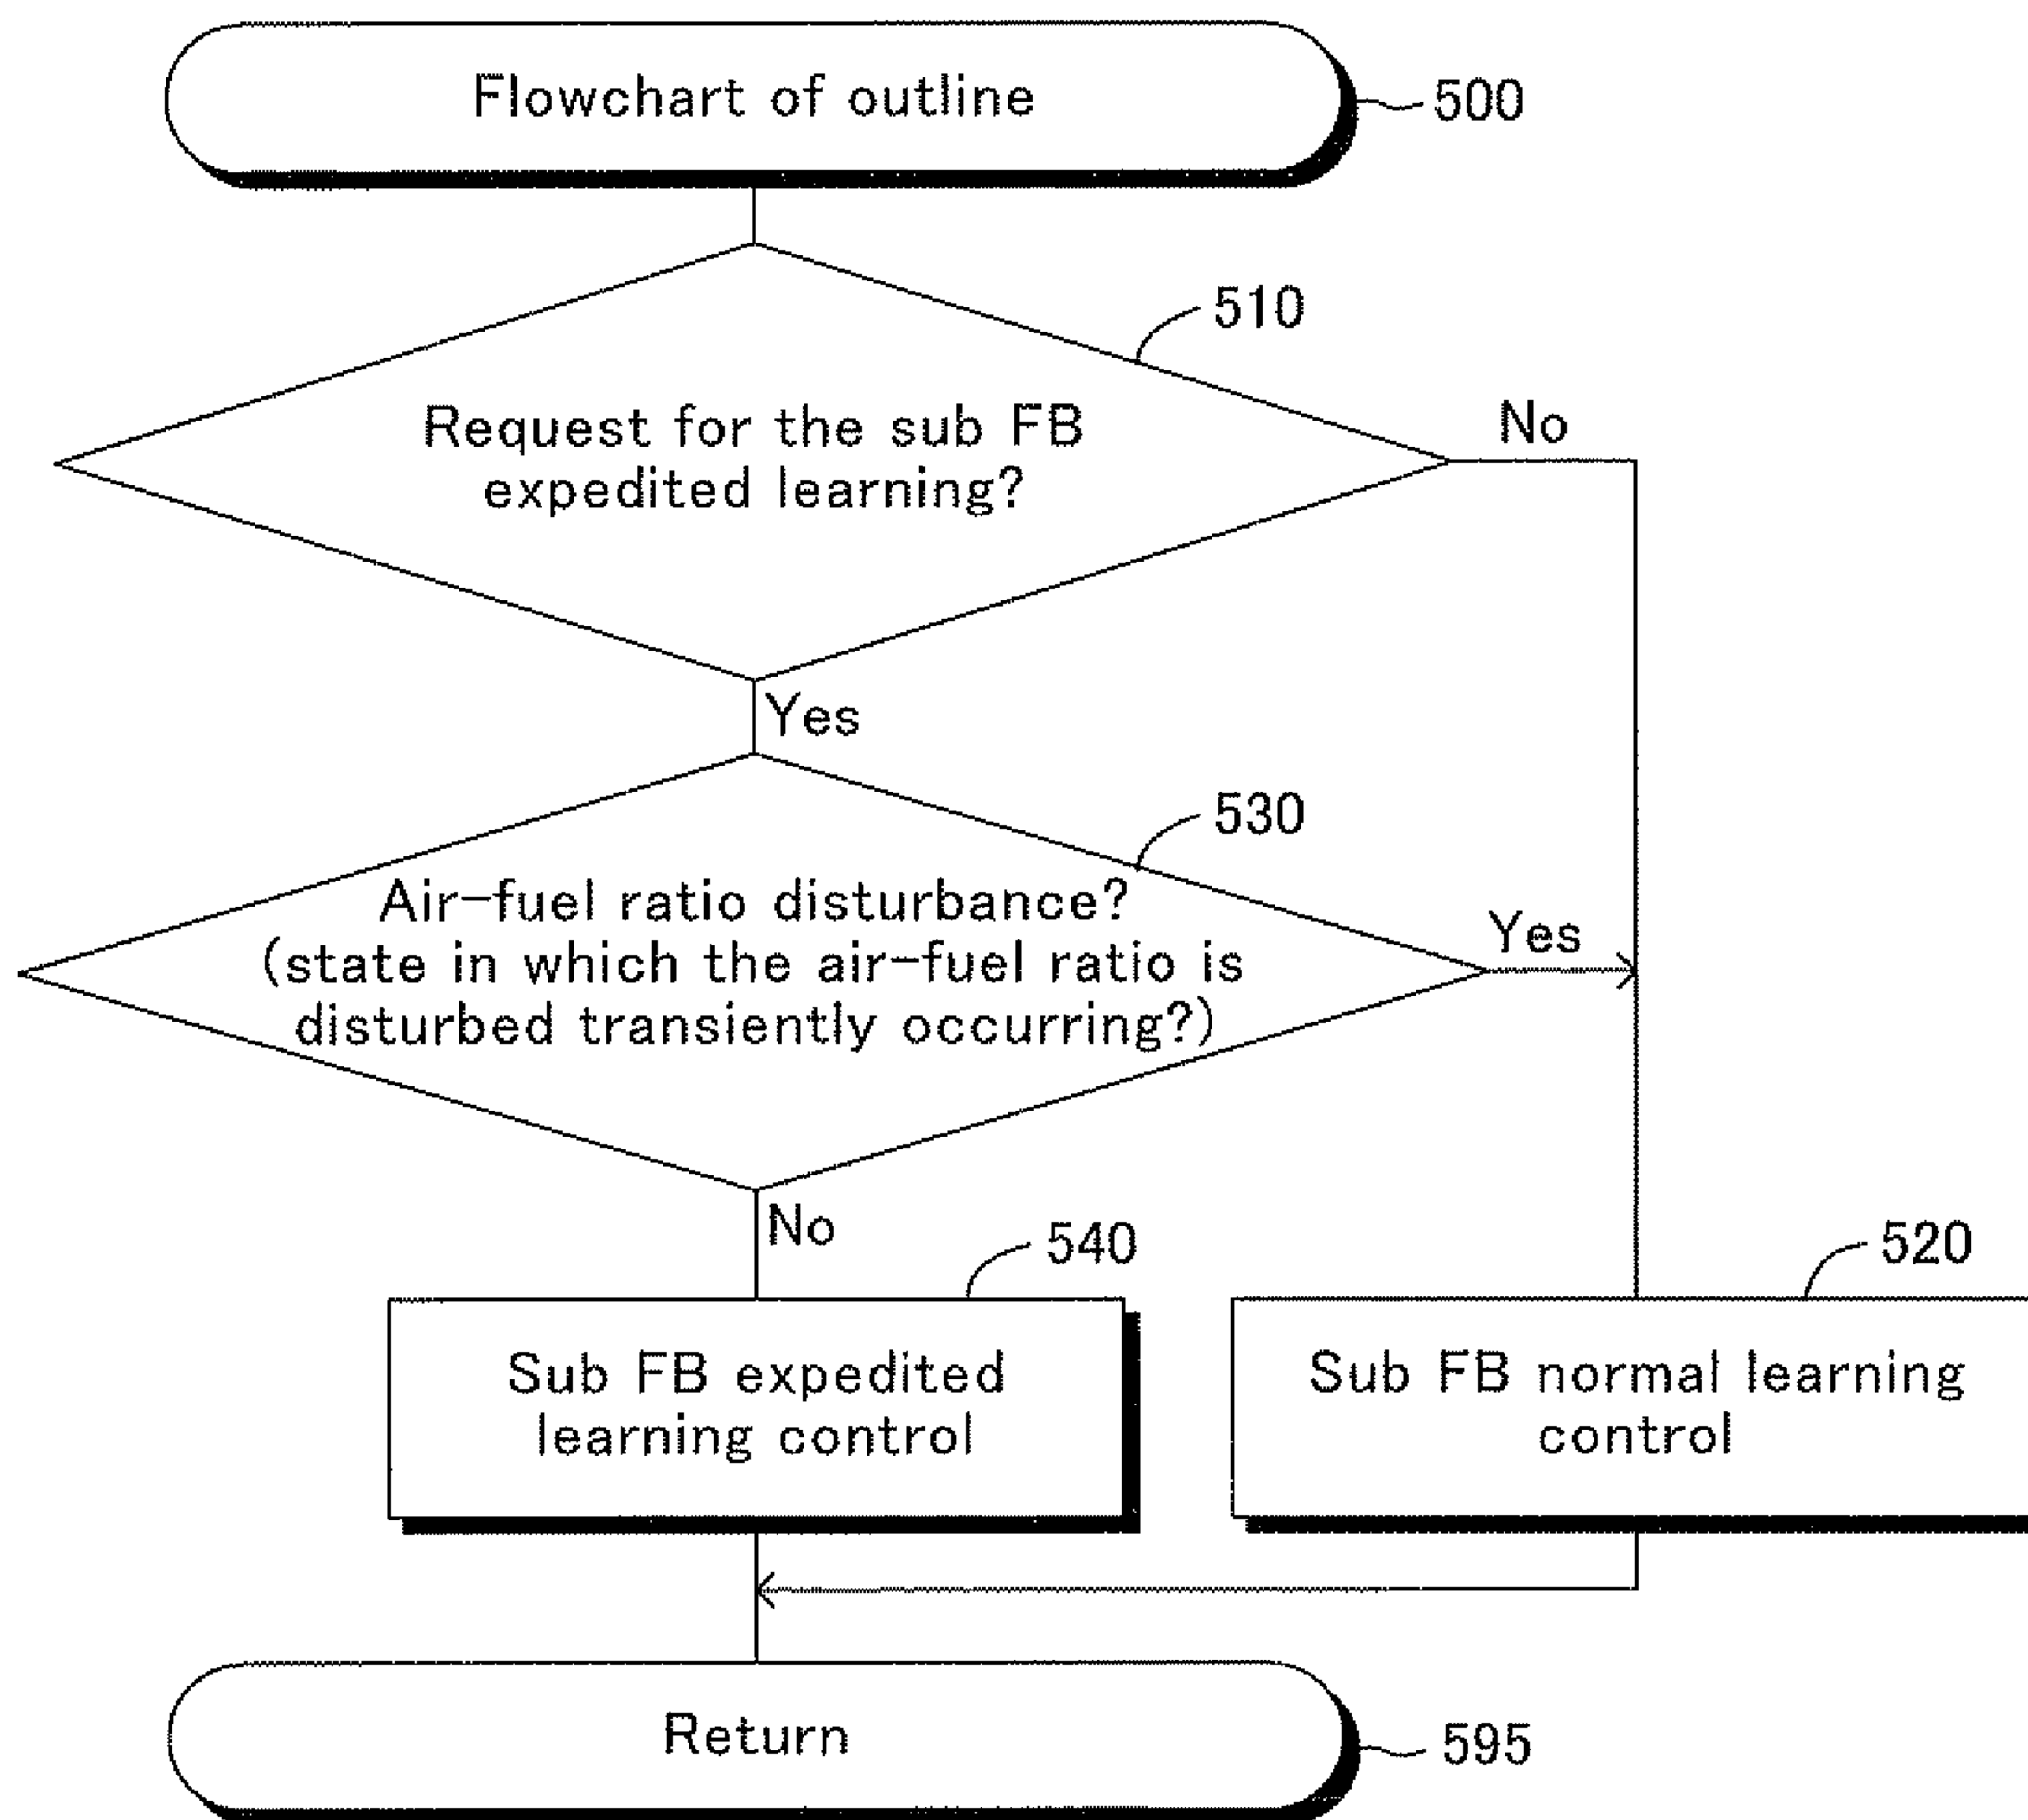 Flowchart of outline
500
510
Request for the sub FB
expedited learning?
No
Yes
530
Air-fuel ratio disturbance?
(state in which the air-fuel ratio is
disturbed transiently occurring?)
Yes
No
540
520
Sub FB expedited
learning control
Sub FB normal learning
control
Return
595